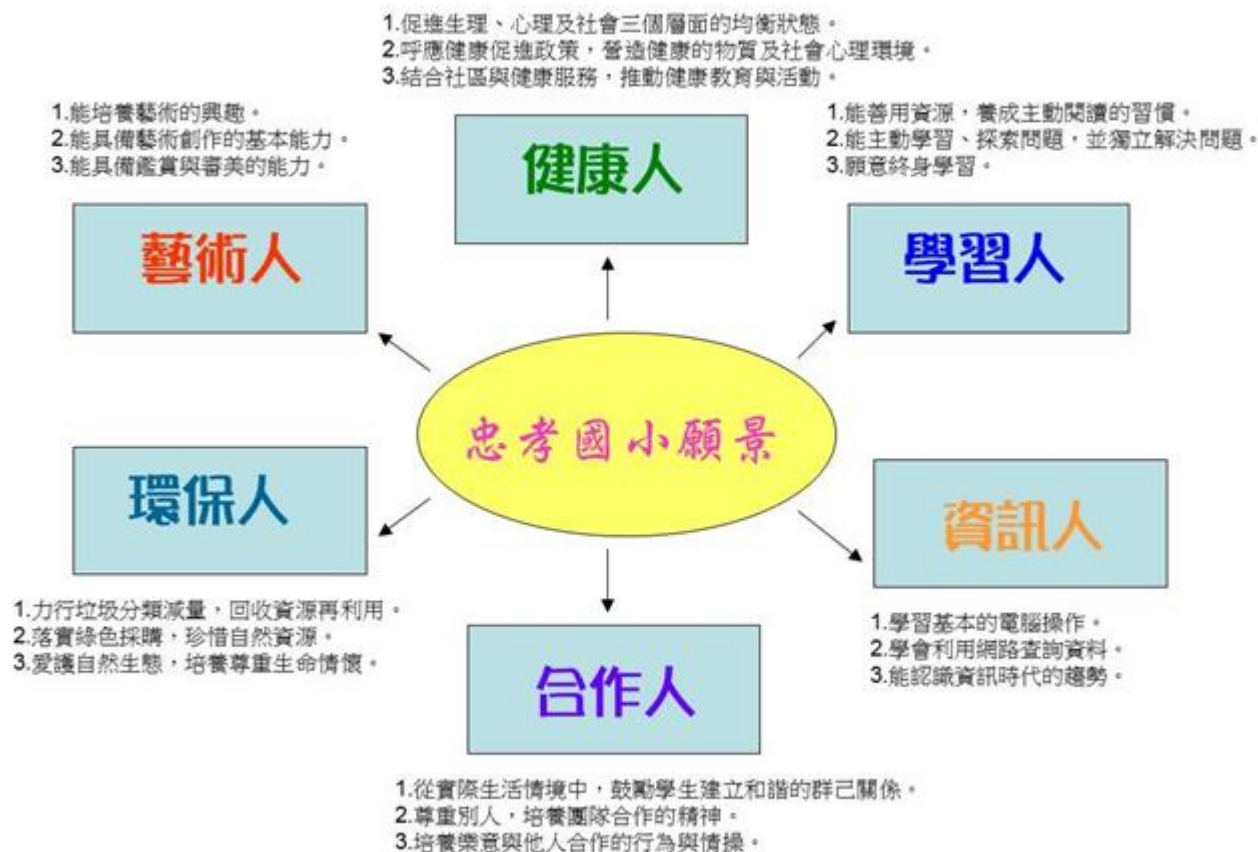 1.促進生理、心理及社會三個層面的均衡狀態。
2.呼應健康促進政策，營造健康的物質及社會心理環境。
3.結合社區與健康服務，推動健康教育與活動。
健康人
1.能培養藝術的興趣。
2.能具備藝術創作的基本能力。
3.能具備鑑賞與審美的能力。
藝術人
1.能善用資源，養成主動閱讀的習慣。
2.能主動學習、探索問題，並獨立解決問題。
3.願意終身學習。
學習人
忠孝國小願景
環保人
1.力行垃圾分類減量，回收資源再利用。
2.落實綠色採購，珍惜自然資源。
3.愛護自然生態，培養尊重生命情懷。
資訊人
1.學習基本的電腦操作。
2.學會利用網路查詢資料。
3.能認識資訊時代的趨勢。
合作人
1.從實際生活情境中，鼓勵學生建立和諧的群己關係。
2.尊重別人，培養團隊合作的精神。
3.培養樂意與他人合作的行為與情操。